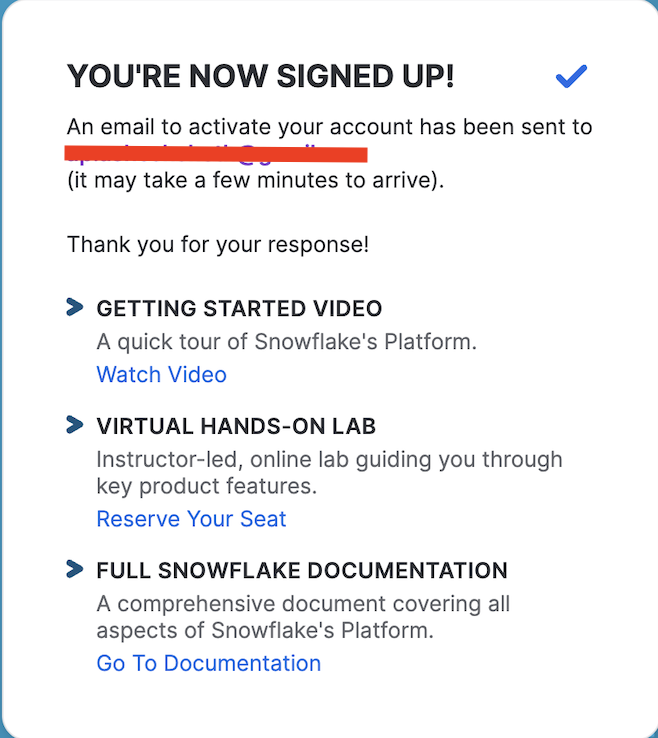 YOU'RE NOW SIGNED UP!
An email to activate your account has been sent to
(it may take a few minutes to arrive).
Thank you for your response!
GETTING STARTED VIDEO
A quick tour of Snowflake's Platform.
Watch Video
VIRTUAL HANDS-ON LAB
Instructor-led, online lab guiding you through
key product features.
Reserve Your Seat
FULL SNOWFLAKE DOCUMENTATION
A comprehensive document covering all
aspects of Snowflake's Platform.
Go To Documentation